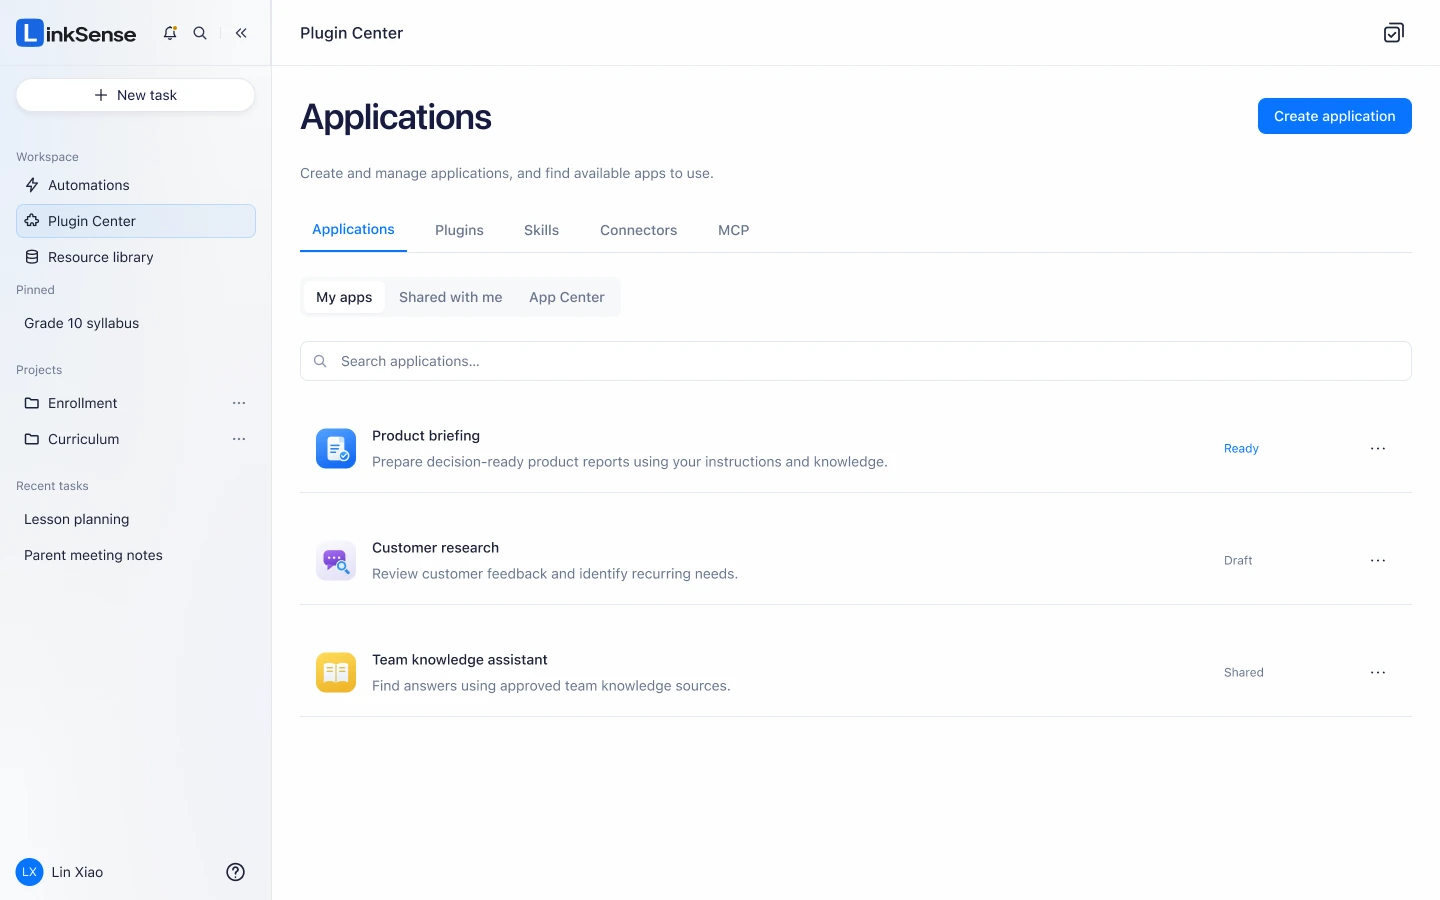 LinkSense
New task
Workspace
Automations
Plugin Center
Resource library
Pinned
Grade 10 syllabus
Projects
Enrollment
Curriculum
Recent tasks
Lesson planning
Parent meeting notes
LX Lin Xiao
Plugin Center
Applications
Create application
Create and manage applications, and find available apps to use.
Applications Plugins Skills Connectors MCP
My apps Shared with me App Center
Search applications...
Product briefing
Prepare decision-ready product reports using your instructions and knowledge.
Ready
Customer research
Review customer feedback and identify recurring needs.
Draft
Team knowledge assistant
Find answers using approved team knowledge sources.
Shared